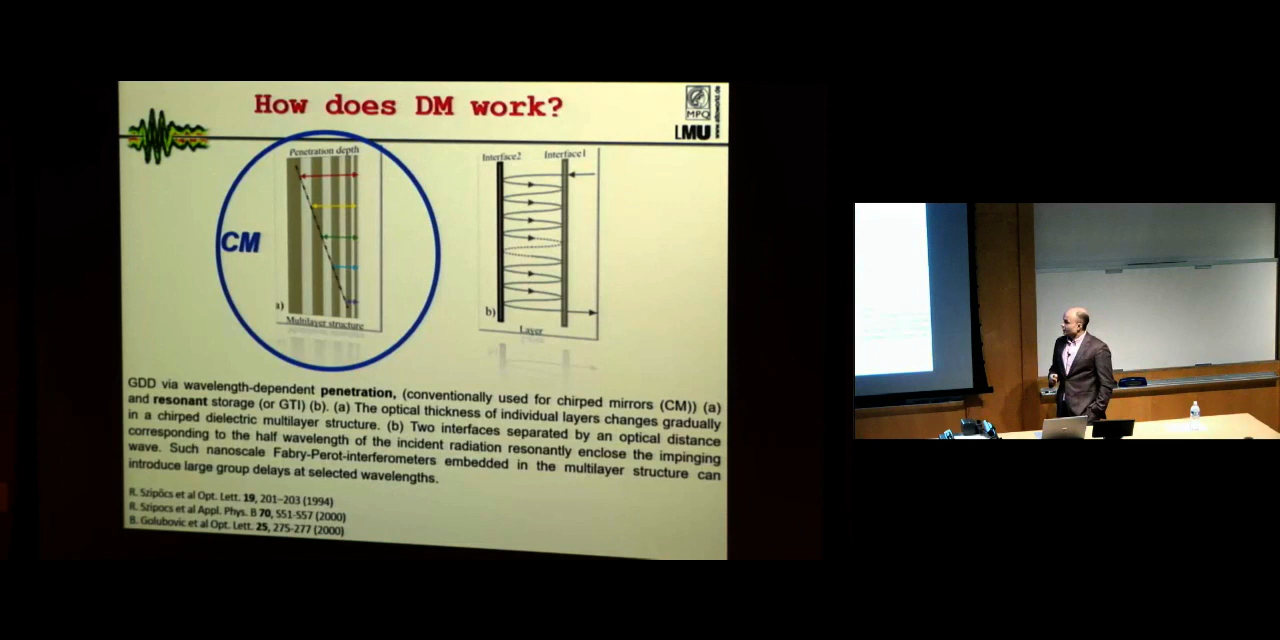 How does DM work?
MPQ
LMU
www.attoworld.de
Penetration depth
CM
a)
Multilayer structure
Interface2
Interface1
b)
Layer
GDD via wavelength-dependent penetration, (conventionally used for chirped mirrors (CM)) (a)
and resonant storage (or GTI) (b). (a) The optical thickness of individual layers changes gradually
in a chirped dielectric multilayer structure. (b) Two interfaces separated by an optical distance
corresponding to the half wavelength of the incident radiation resonantly enclose the impinging
wave. Such nanoscale Fabry-Perot-interferometers embedded in the multilayer structure can
introduce large group delays at selected wavelengths.
R. Szipöcs et al Opt. Lett. 19, 201–203 (1994)
R. Szipocs et al Appl. Phys. B 70, S51-S57 (2000)
B. Golubovic et al Opt. Lett. 25, 275-277 (2000)